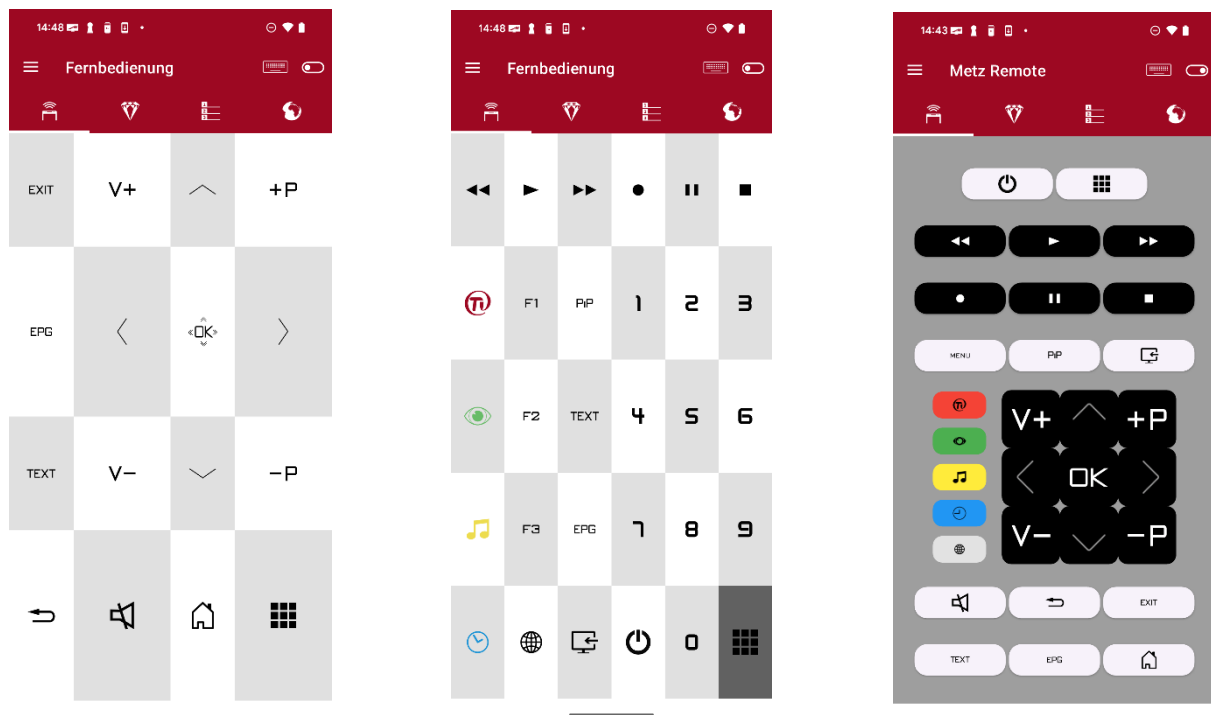 14:48
Fernbedienung
EXIT V+ +P
EPG OK
TEXT V− −P
14:48
Fernbedienung
F1 PiP 1 2 3
F2 TEXT 4 5 6
F3 EPG 7 8 9
0
14:43
Metz Remote
MENU PiP
V+ +P
OK
V− −P
EXIT
TEXT EPG